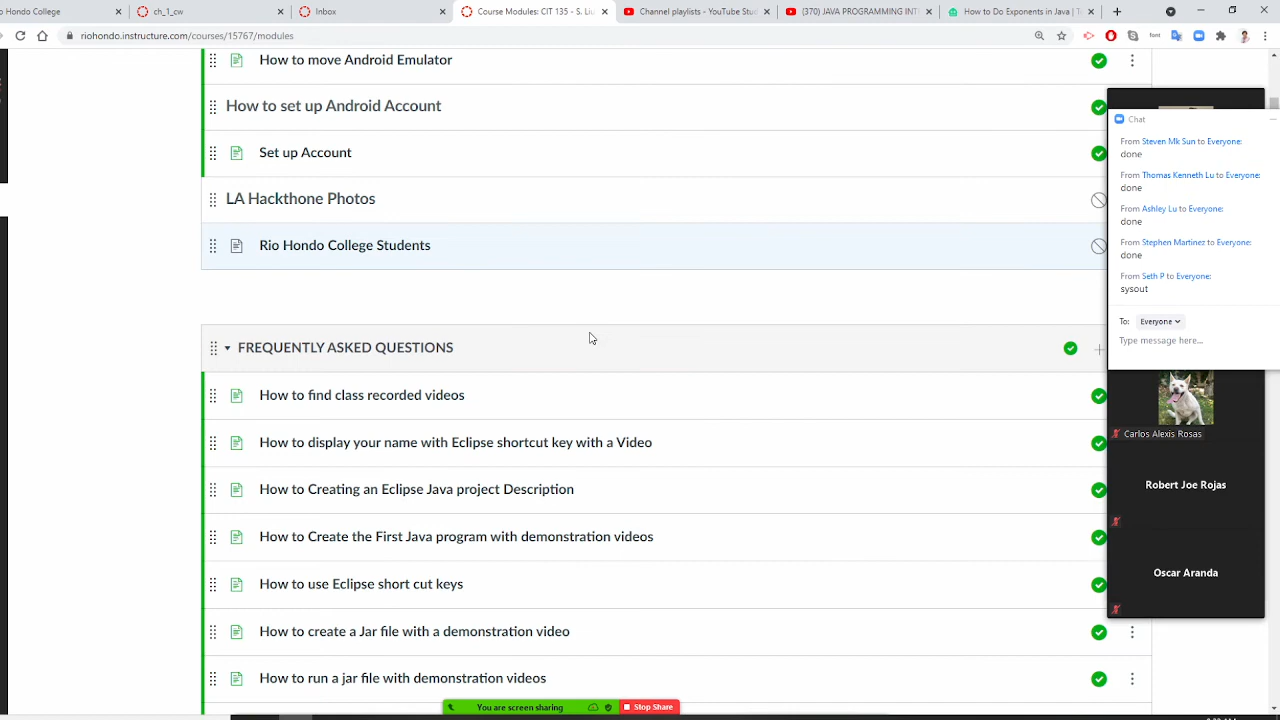 o Hondo College
ch_1_cw
Inbox
Course Modules: CIT 135 - S. Liu
Channel playlists - YouTube Stu
(370) JAVA PROGRAMMING INT
How to Do Exponents in Java | T
riohondo.instructure.com/courses/15767/modules
How to move Android Emulator
How to set up Android Account
Set up Account
LA Hackthone Photos
Rio Hondo College Students
FREQUENTLY ASKED QUESTIONS
How to find class recorded videos
How to display your name with Eclipse shortcut key with a Video
How to Creating an Eclipse Java project Description
How to Create the First Java program with demonstration videos
How to use Eclipse short cut keys
How to create a Jar file with a demonstration video
How to run a jar file with demonstration videos
Chat
From Steven Mk Sun to Everyone:
done
From Thomas Kenneth Lu to Everyone:
done
From Ashley Lu to Everyone:
done
From Stephen Martinez to Everyone:
done
From Seth P to Everyone:
sysout
To: Everyone
Type message here...
Carlos Alexis Rosas
Robert Joe Rojas
Oscar Aranda
You are screen sharing
Stop Share